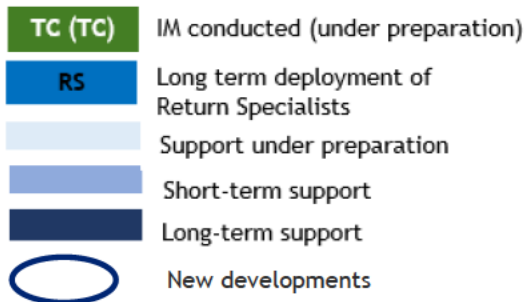 TC (TC) IM conducted (under preparation)
RS Long term deployment of
Return Specialists
Support under preparation
Short-term support
Long-term support
New developments